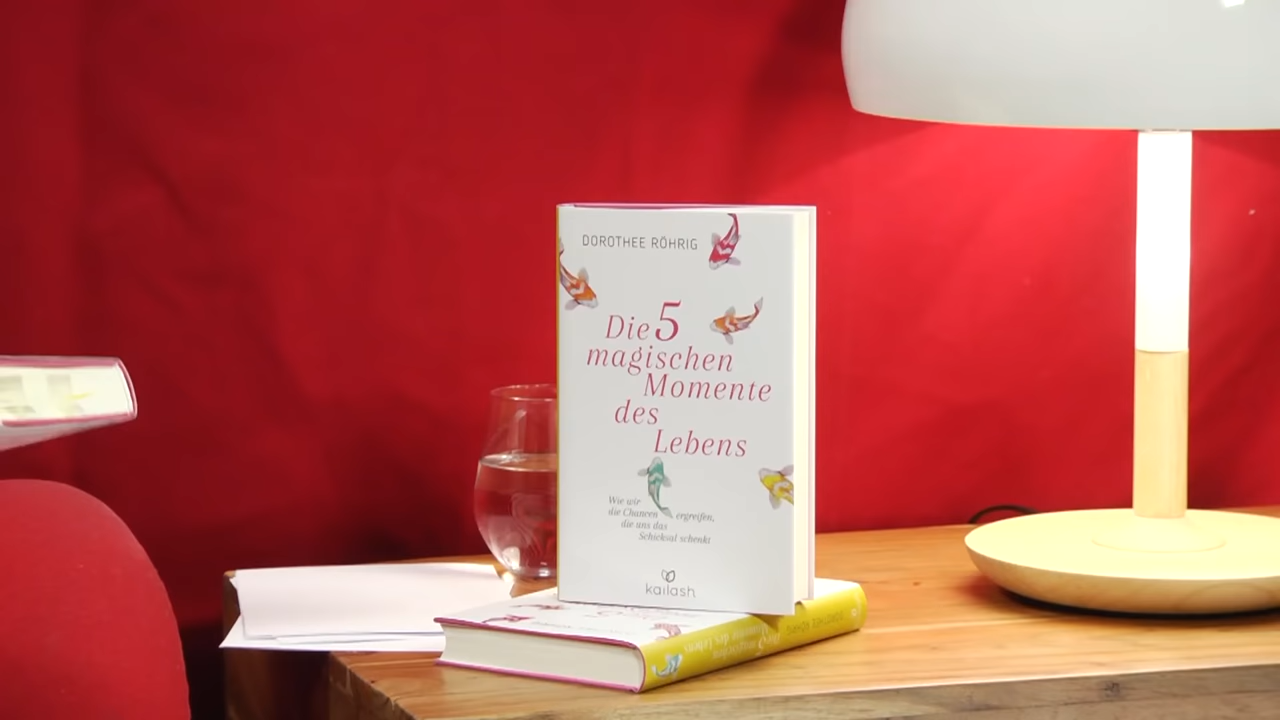 DOROTHEE RÖHRIG
Die 5
magischen
Momente
des
Lebens
Wie wir
die Chancen ergreifen,
die uns das
Schicksal schenkt
kailash